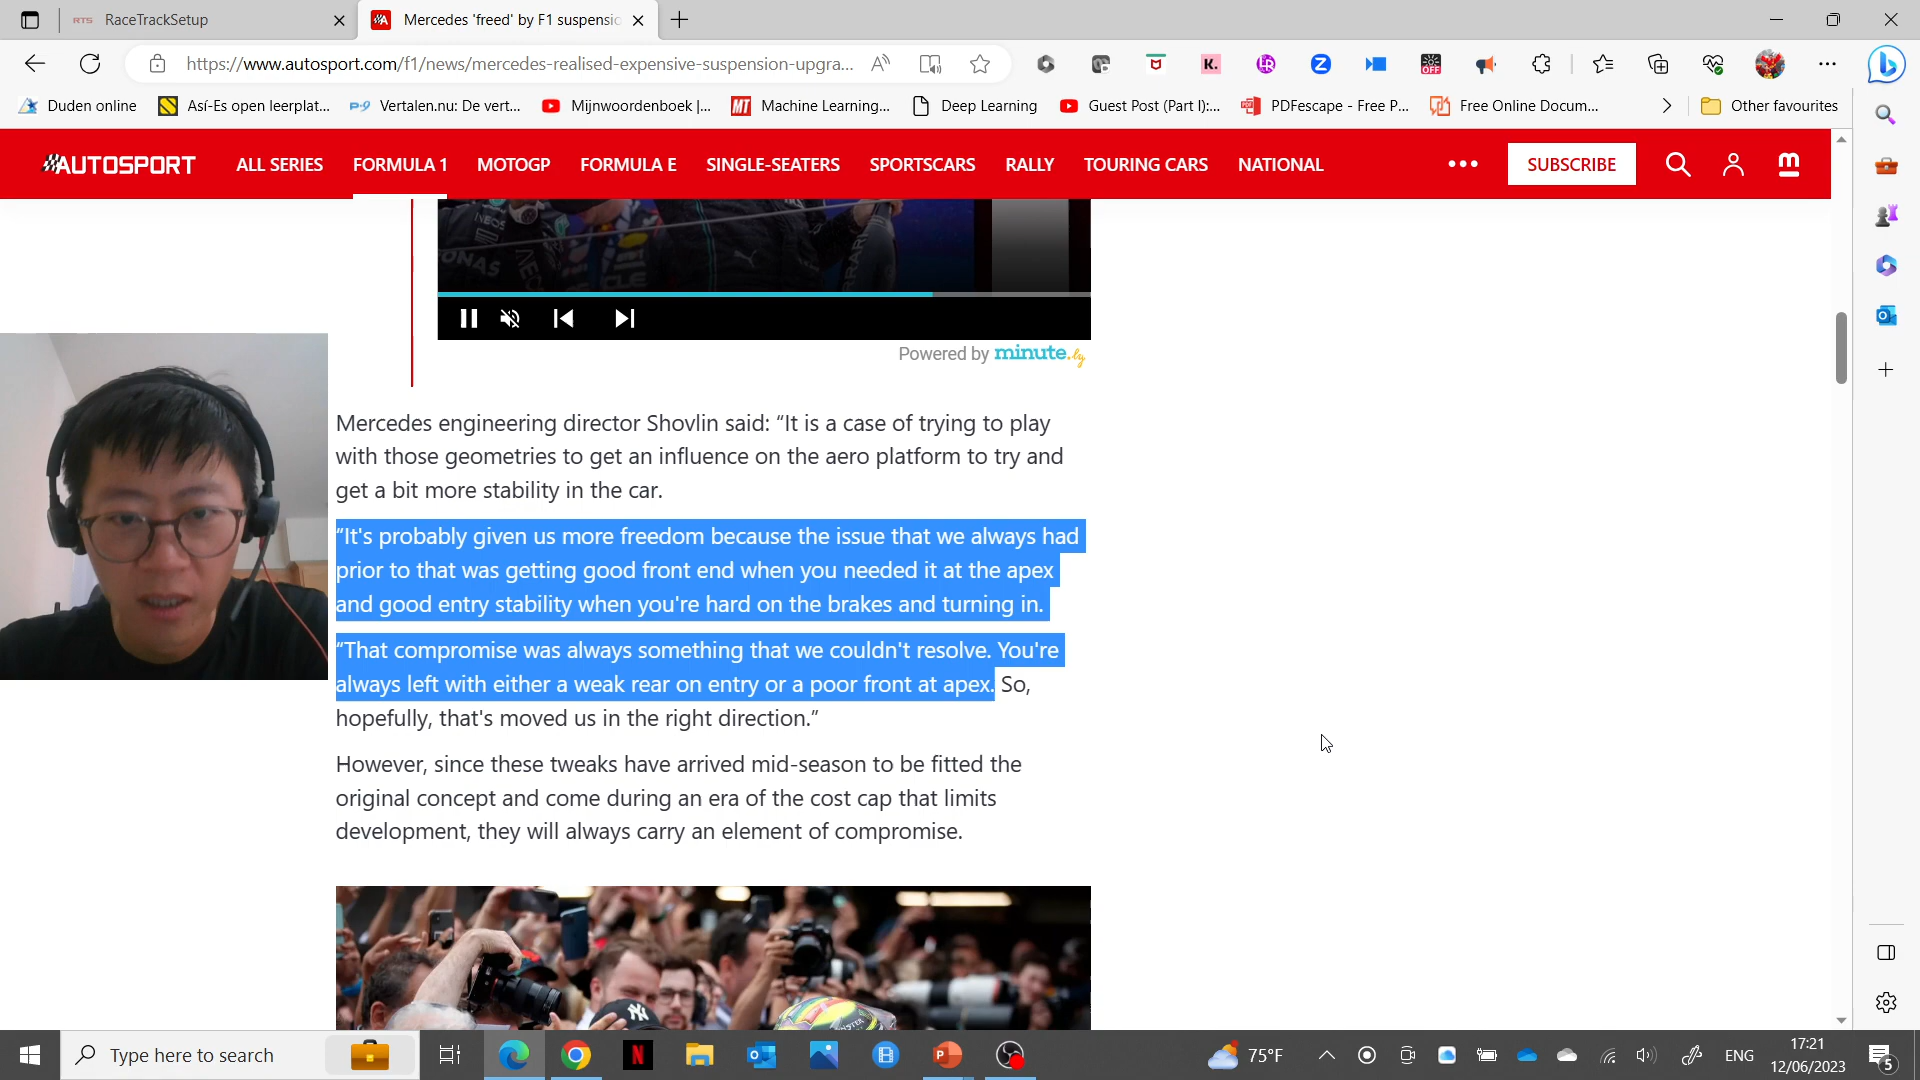 RTS RaceTrackSetup
Mercedes 'freed' by F1 suspensio
https://www.autosport.com/f1/news/mercedes-realised-expensive-suspension-upgra...
Duden online
Así-Es open leerplat...
Vertalen.nu: De vert...
Mijnwoordenboek |...
Machine Learning...
Deep Learning
Guest Post (Part I):...
PDFescape - Free P...
Free Online Docum...
Other favourites
AUTOSPORT
ALL SERIES
FORMULA 1
MOTOGP
FORMULA E
SINGLE-SEATERS
SPORTSCARS
RALLY
TOURING CARS
NATIONAL
SUBSCRIBE
Powered by minute.ly
Mercedes engineering director Shovlin said: “It is a case of trying to play
with those geometries to get an influence on the aero platform to try and
get a bit more stability in the car.
“It's probably given us more freedom because the issue that we always had
prior to that was getting good front end when you needed it at the apex
and good entry stability when you're hard on the brakes and turning in.
“That compromise was always something that we couldn't resolve. You're
always left with either a weak rear on entry or a poor front at apex. So,
hopefully, that's moved us in the right direction.”
However, since these tweaks have arrived mid-season to be fitted the
original concept and come during an era of the cost cap that limits
development, they will always carry an element of compromise.
Type here to search
75°F
ENG
17:21
12/06/2023
5